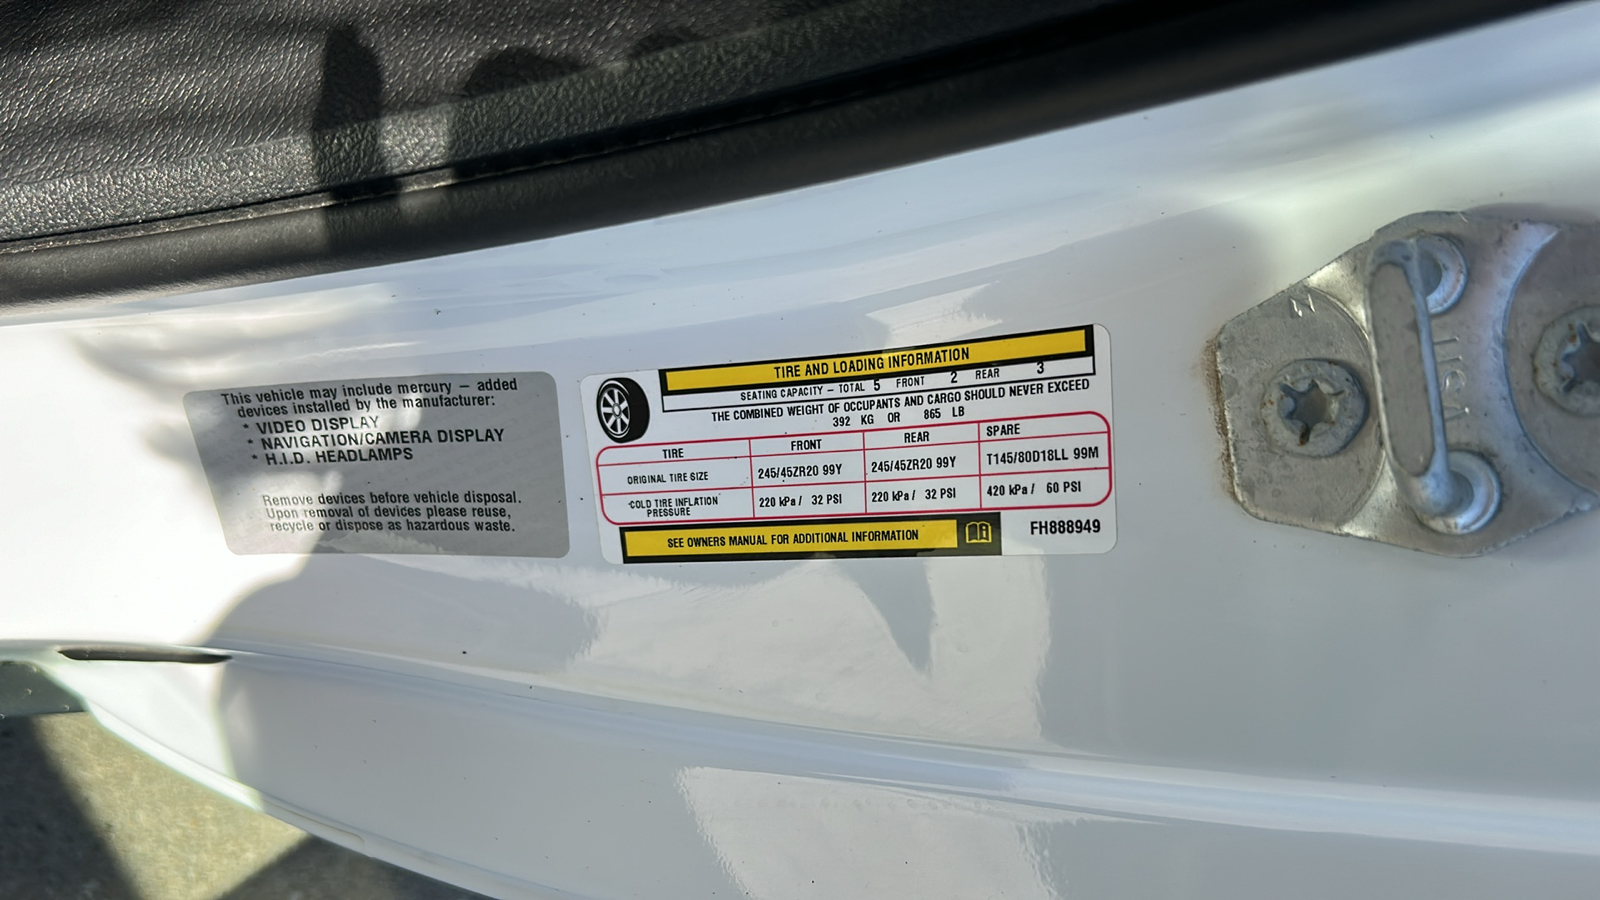 This vehicle may include mercury – added
devices installed by the manufacturer:
* VIDEO DISPLAY
* NAVIGATION/CAMERA DISPLAY
* H.I.D. HEADLAMPS
Remove devices before vehicle disposal.
Upon removal of devices please reuse,
recycle or dispose as hazardous waste.
TIRE AND LOADING INFORMATION
SEATING CAPACITY – TOTAL 5 FRONT 2 REAR 3
THE COMBINED WEIGHT OF OCCUPANTS AND CARGO SHOULD NEVER EXCEED
392 KG OR 865 LB
TIRE FRONT REAR SPARE
ORIGINAL TIRE SIZE 245/45ZR20 99Y 245/45ZR20 99Y T145/80D18LL 99M
COLD TIRE INFLATION
PRESSURE 220 kPa / 32 PSI 220 kPa / 32 PSI 420 kPa / 60 PSI
SEE OWNERS MANUAL FOR ADDITIONAL INFORMATION
FH888949